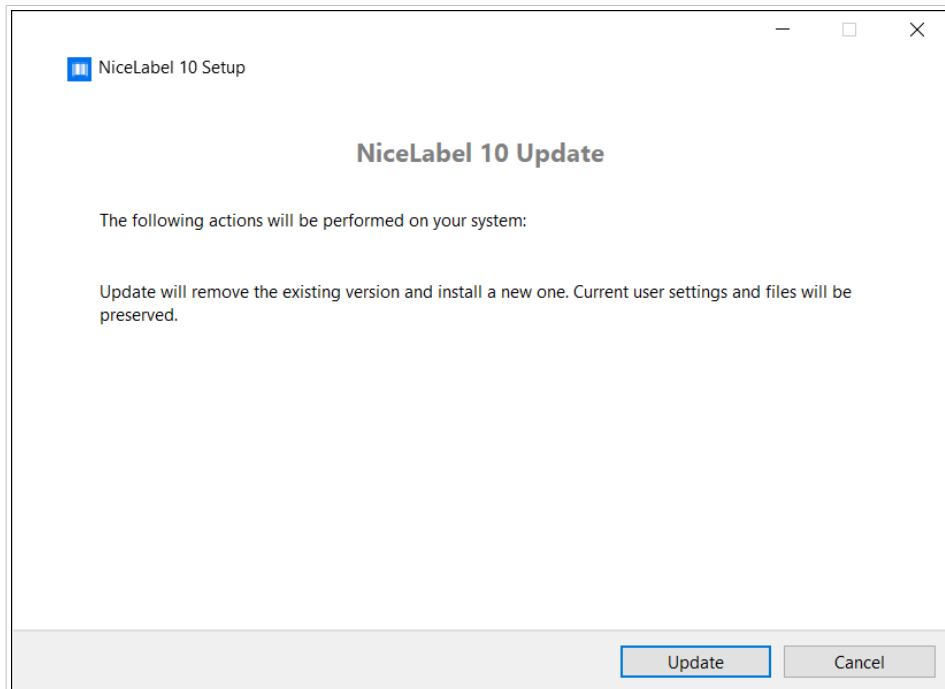 NiceLabel 10 Setup
NiceLabel 10 Update
The following actions will be performed on your system:
Update will remove the existing version and install a new one. Current user settings and files will be
preserved.
Update
Cancel